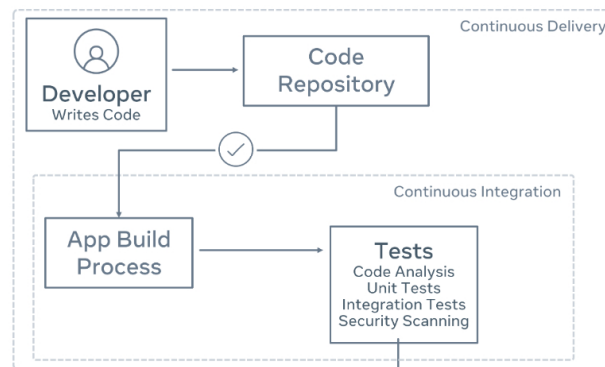 Continuous Delivery
Developer
Writes Code
Code
Repository
Continuous Integration
App Build
Process
Tests
Code Analysis
Unit Tests
Integration Tests
Security Scanning